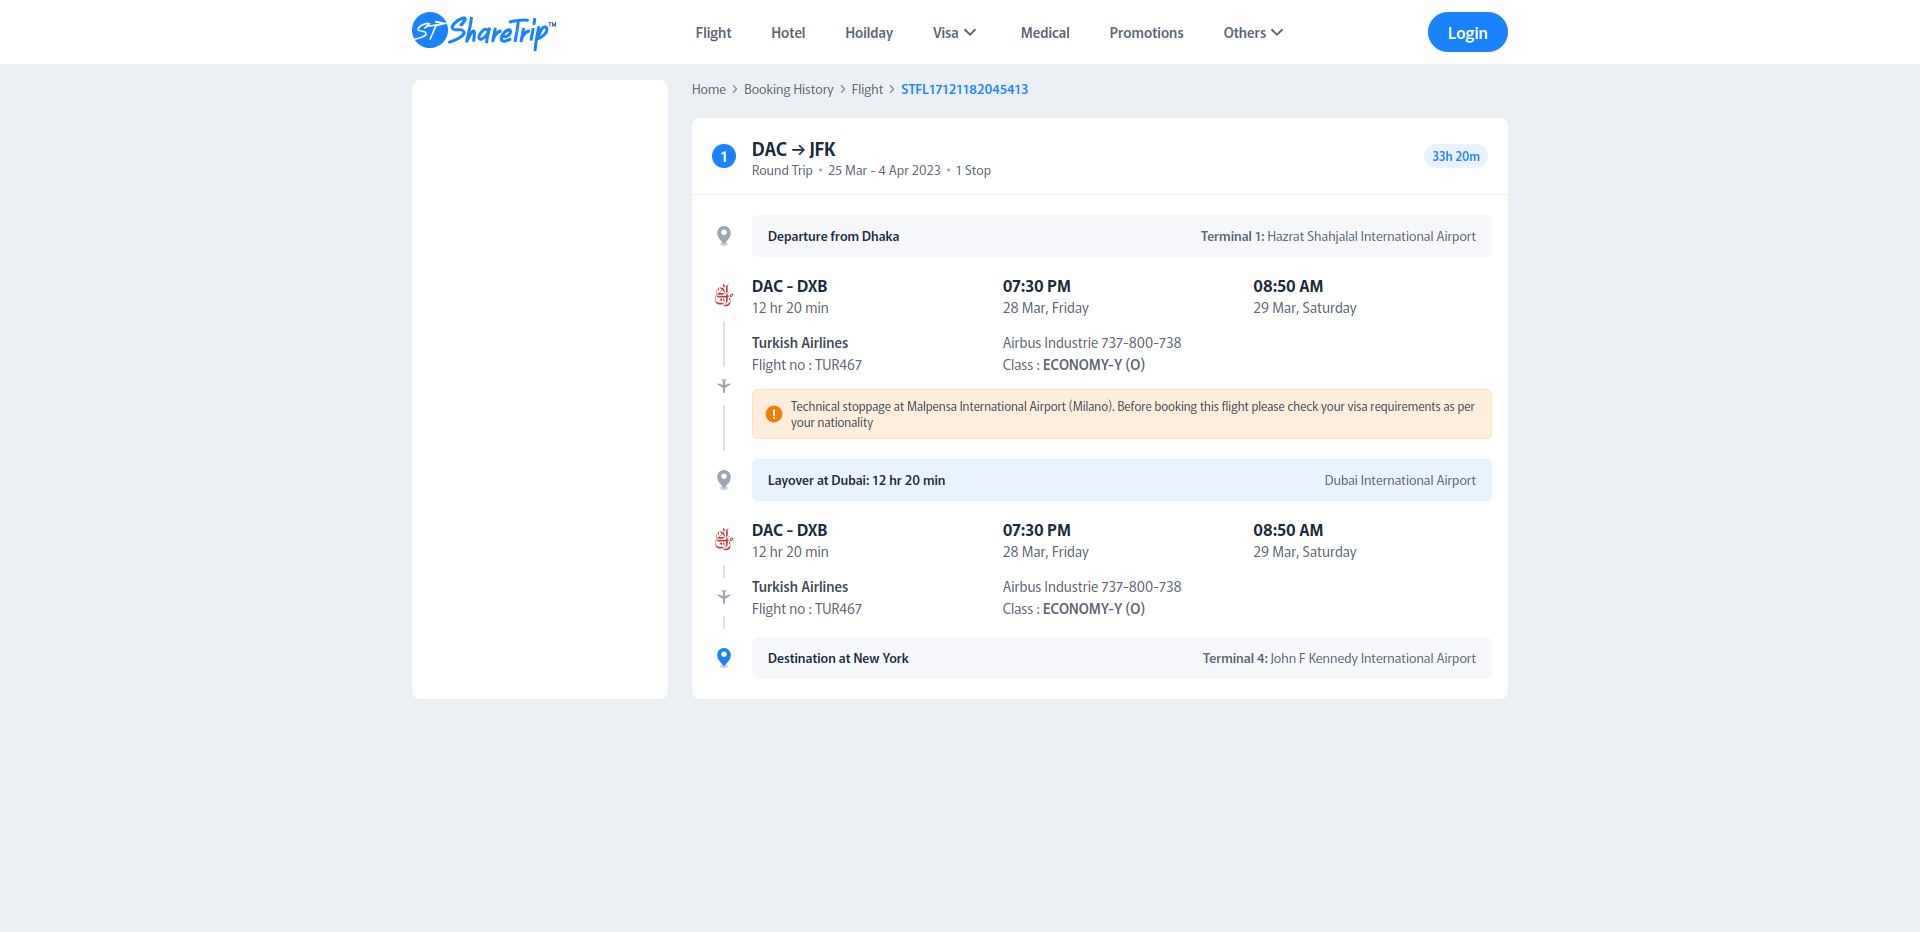 ST ShareTrip™
Flight Hotel Hoilday Visa Medical Promotions Others Login
Home > Booking History > Flight > STFL17121182045413
1 DAC → JFK 33h 20m
Round Trip • 25 Mar - 4 Apr 2023 • 1 Stop
Departure from Dhaka Terminal 1: Hazrat Shahjalal International Airport
DAC - DXB 07:30 PM 08:50 AM
12 hr 20 min 28 Mar, Friday 29 Mar, Saturday
Turkish Airlines Airbus Industrie 737-800-738
Flight no : TUR467 Class : ECONOMY-Y (O)
Technical stoppage at Malpensa International Airport (Milano). Before booking this flight please check your visa requirements as per
your nationality
Layover at Dubai: 12 hr 20 min Dubai International Airport
DAC - DXB 07:30 PM 08:50 AM
12 hr 20 min 28 Mar, Friday 29 Mar, Saturday
Turkish Airlines Airbus Industrie 737-800-738
Flight no : TUR467 Class : ECONOMY-Y (O)
Destination at New York Terminal 4: John F Kennedy International Airport